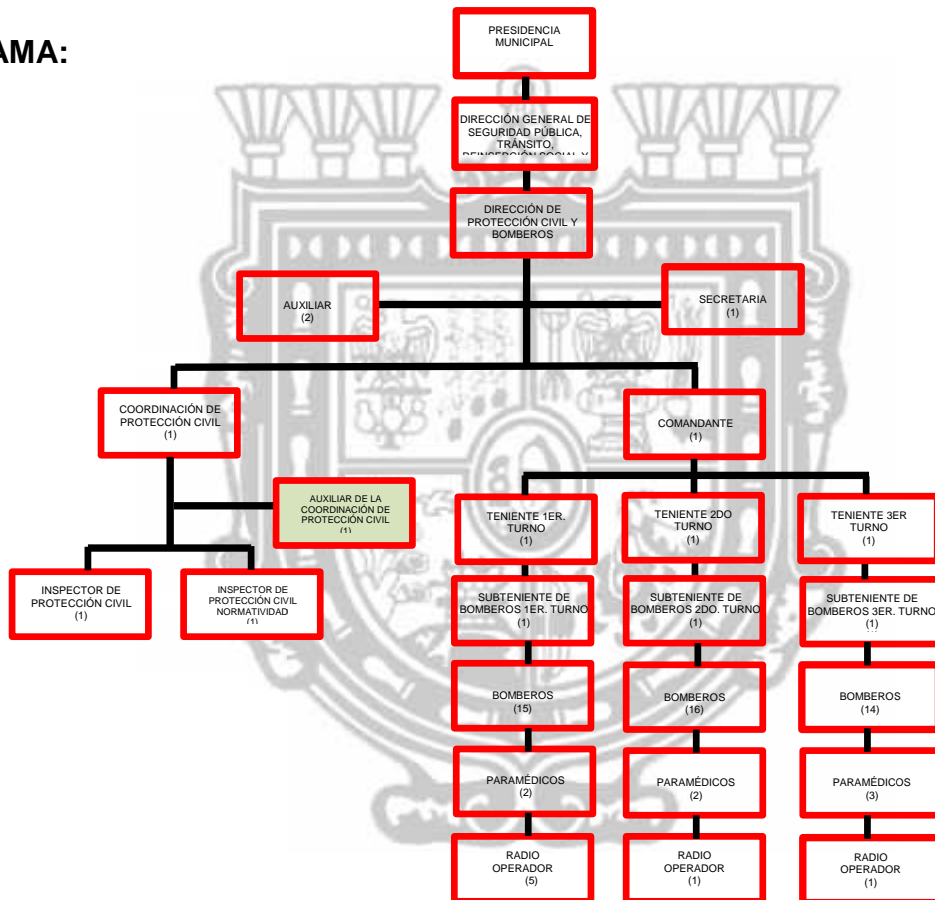 AMA:
PRESIDENCIA
MUNICIPAL
DIRECCIÓN GENERAL DE
SEGURIDAD PÚBLICA,
TRÁNSITO,
REINSERCIÓN SOCIAL Y
DIRECCIÓN DE
PROTECCIÓN CIVIL Y
BOMBEROS
AUXILIAR
(2)
SECRETARIA
(1)
COORDINACIÓN DE
PROTECCIÓN CIVIL
(1)
COMANDANTE
(1)
AUXILIAR DE LA
COORDINACIÓN DE
PROTECCIÓN CIVIL
(1)
INSPECTOR DE
PROTECCIÓN CIVIL
(1)
INSPECTOR DE
PROTECCIÓN CIVIL
NORMATIVIDAD
(1)
TENIENTE 1ER.
TURNO
(1)
TENIENTE 2DO
TURNO
(1)
TENIENTE 3ER
TURNO
(1)
SUBTENIENTE DE
BOMBEROS 1ER. TURNO
(1)
SUBTENIENTE DE
BOMBEROS 2DO. TURNO
(1)
SUBTENIENTE DE
BOMBEROS 3ER. TURNO
(1)
BOMBEROS
(15)
BOMBEROS
(16)
BOMBEROS
(14)
PARAMÉDICOS
(2)
PARAMÉDICOS
(2)
PARAMÉDICOS
(3)
RADIO
OPERADOR
(5)
RADIO
OPERADOR
(1)
RADIO
OPERADOR
(1)